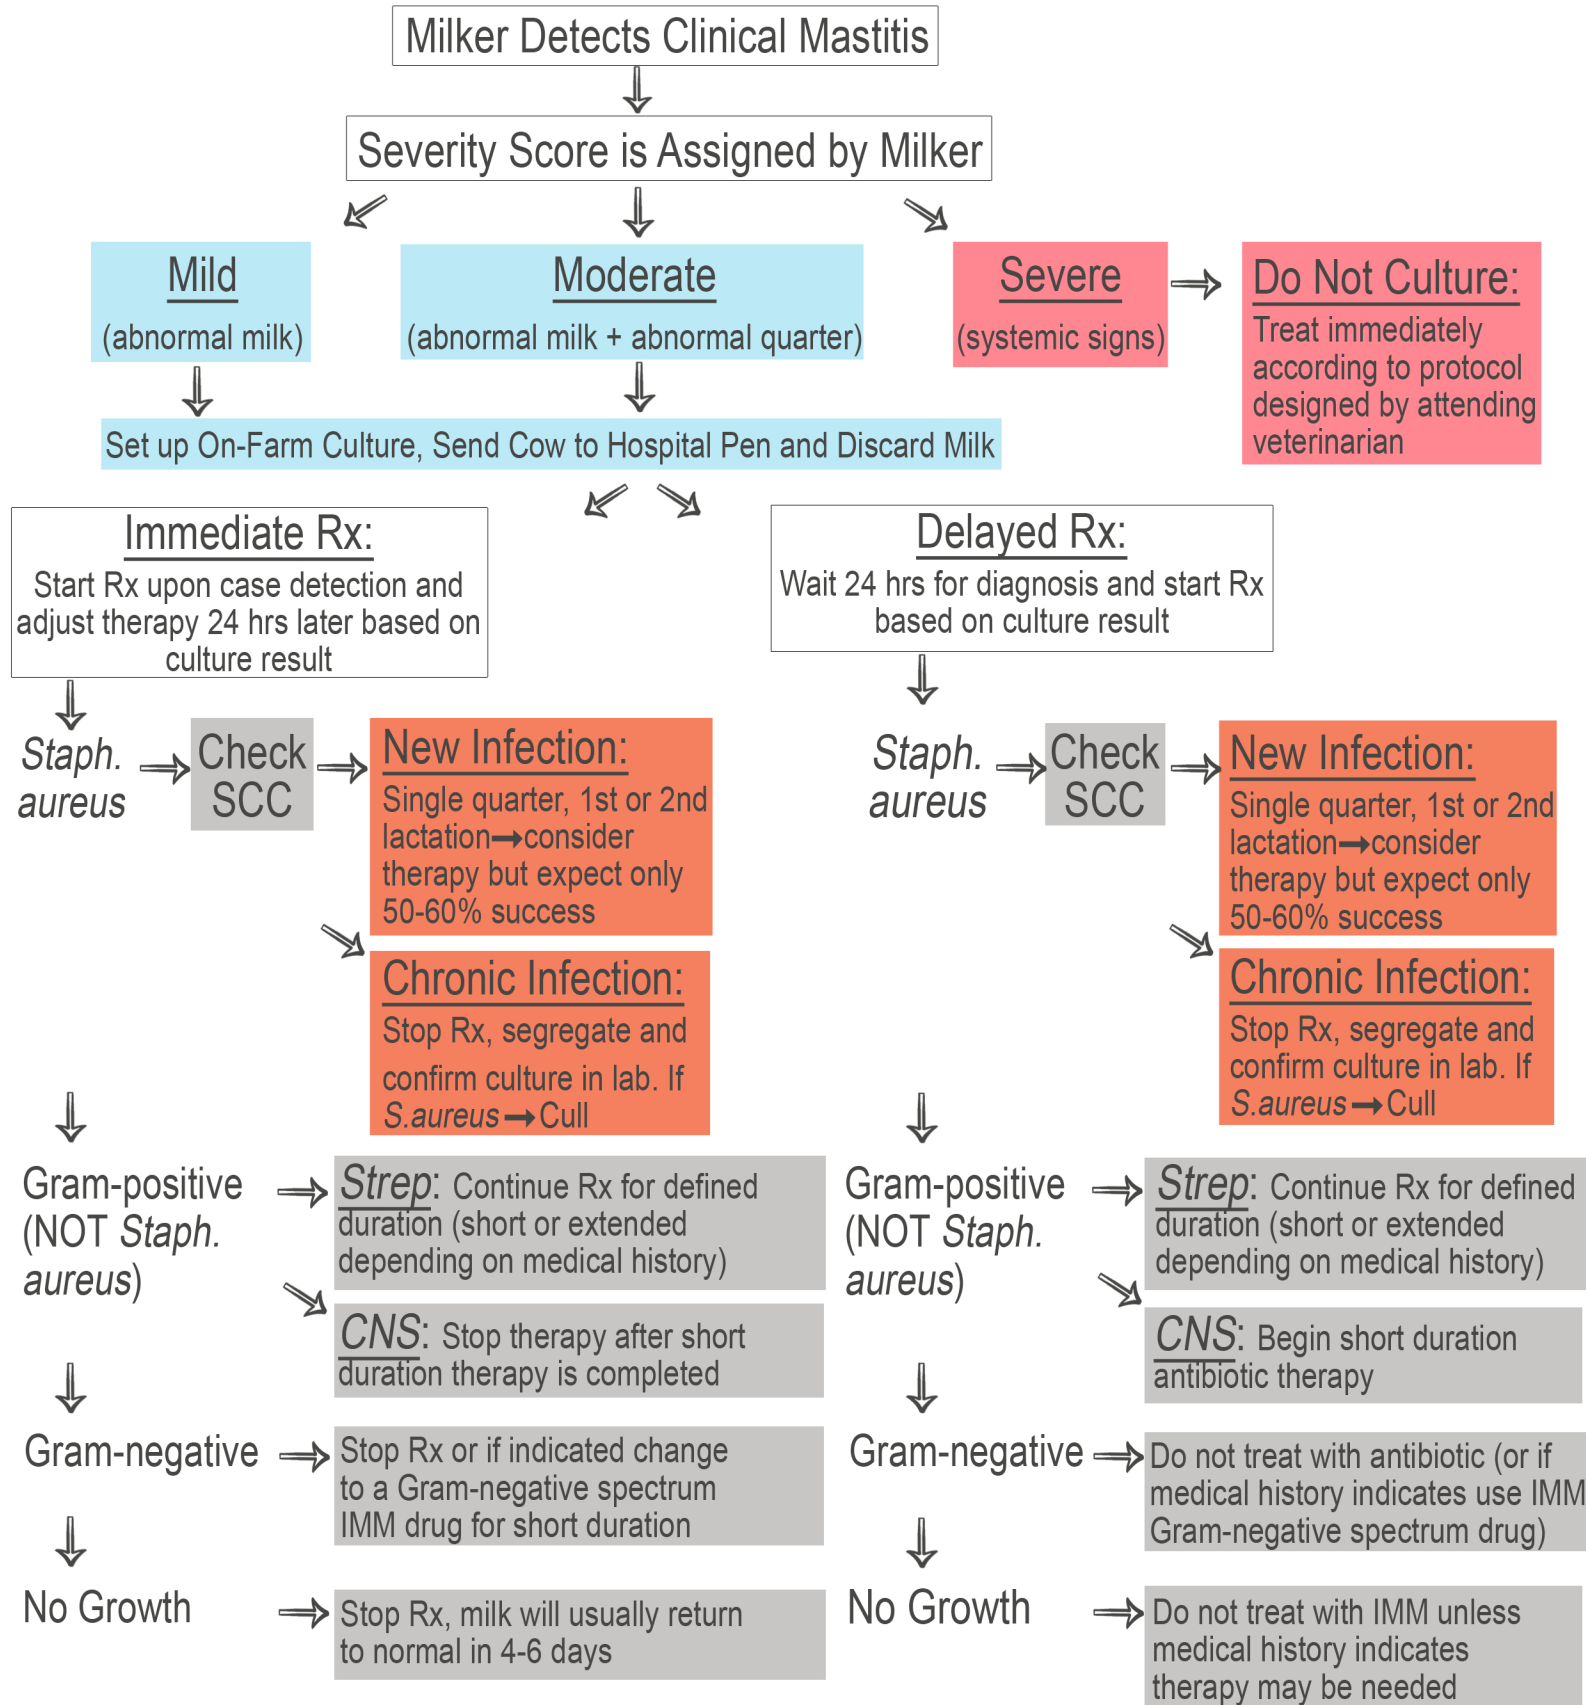 Milker Detects Clinical Mastitis
Severity Score is Assigned by Milker
Mild
(abnormal milk)
Moderate
(abnormal milk + abnormal quarter)
Severe
(systemic signs)
Do Not Culture:
Treat immediately
according to protocol
designed by attending
veterinarian
Set up On-Farm Culture, Send Cow to Hospital Pen and Discard Milk
Immediate Rx:
Start Rx upon case detection and
adjust therapy 24 hrs later based on
culture result
Staph.
aureus
Check
SCC
New Infection:
Single quarter, 1st or 2nd
lactation→consider
therapy but expect only
50-60% success
Chronic Infection:
Stop Rx, segregate and
confirm culture in lab. If
S.aureus→Cull
Gram-positive
(NOT Staph.
aureus)
Strep: Continue Rx for defined
duration (short or extended
depending on medical history)
CNS: Stop therapy after short
duration therapy is completed
Gram-negative
Stop Rx or if indicated change
to a Gram-negative spectrum
IMM drug for short duration
No Growth
Stop Rx, milk will usually return
to normal in 4-6 days
Delayed Rx:
Wait 24 hrs for diagnosis and start Rx
based on culture result
Staph.
aureus
Check
SCC
New Infection:
Single quarter, 1st or 2nd
lactation→consider
therapy but expect only
50-60% success
Chronic Infection:
Stop Rx, segregate and
confirm culture in lab. If
S.aureus→Cull
Gram-positive
(NOT Staph.
aureus)
Strep: Continue Rx for defined
duration (short or extended
depending on medical history)
CNS: Begin short duration
antibiotic therapy
Gram-negative
Do not treat with antibiotic (or if
medical history indicates use IMM
Gram-negative spectrum drug)
No Growth
Do not treat with IMM unless
medical history indicates
therapy may be needed